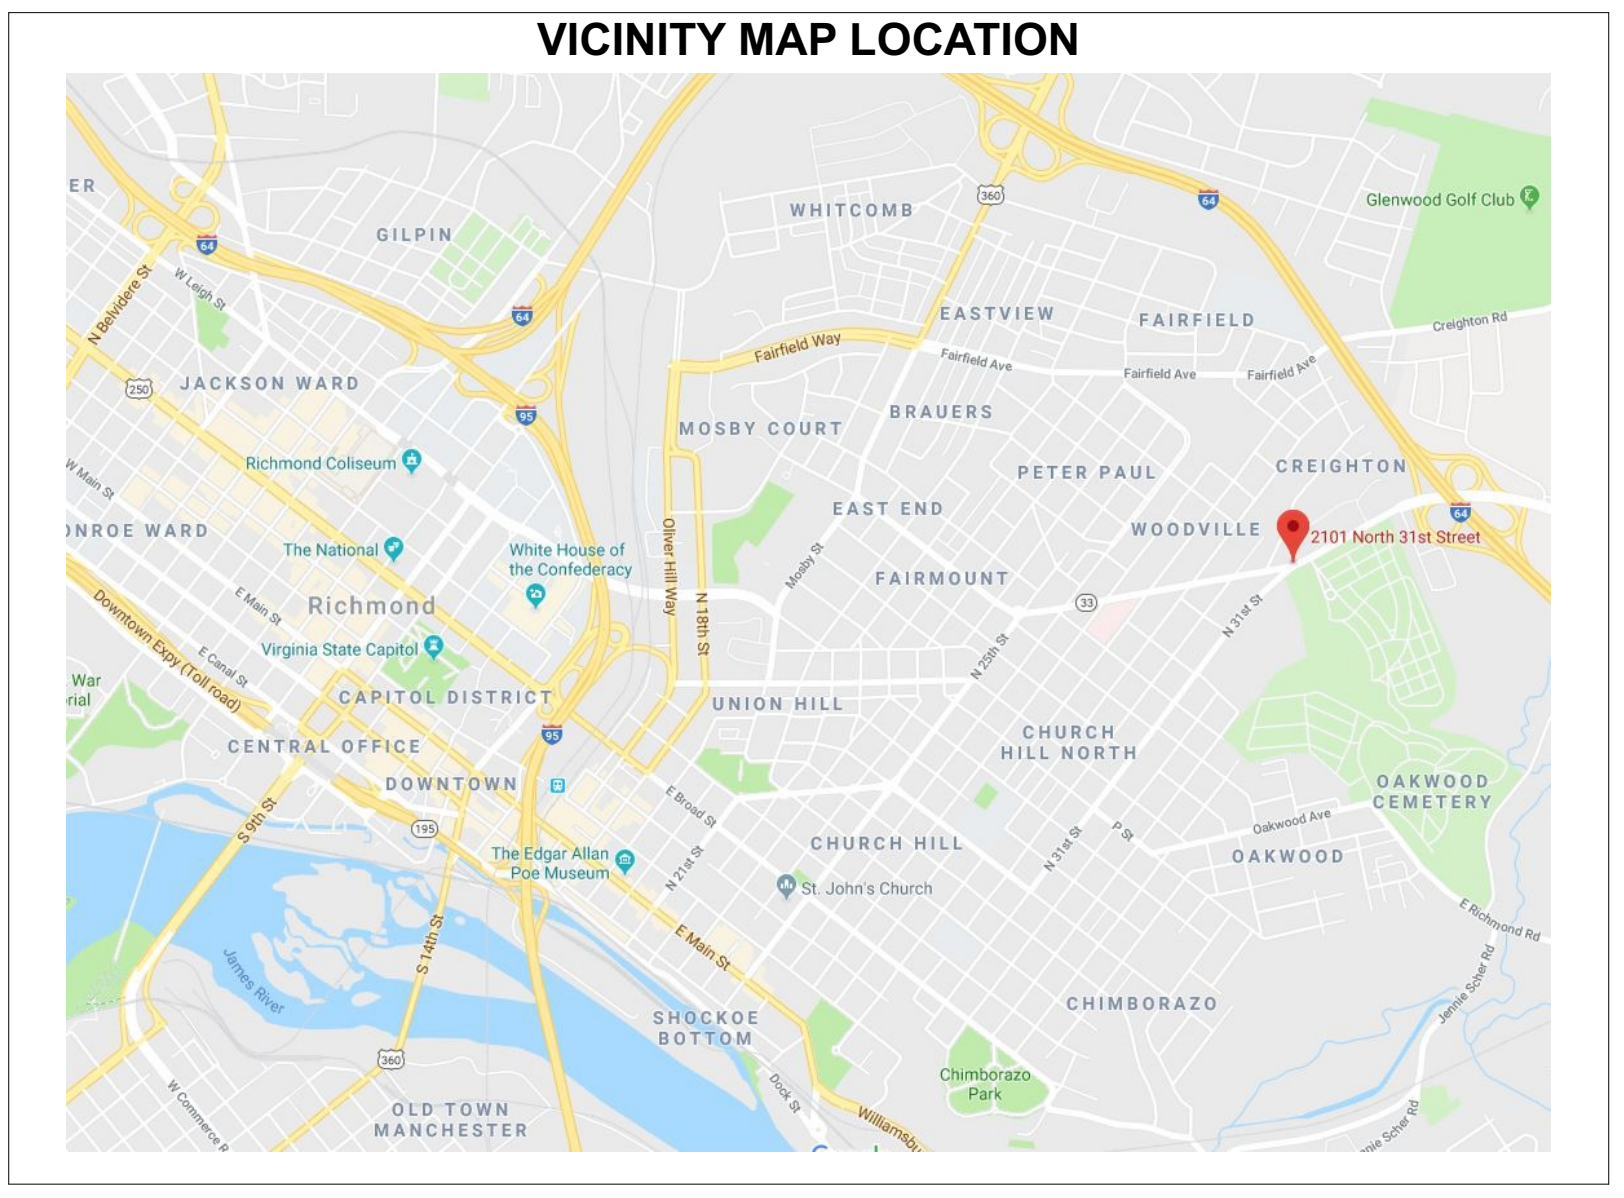 VICINITY MAP LOCATION
ER
GILPIN
WHITCOMB
360
64
Glenwood Golf Club
64
W Leigh St
N Belvidere St
64
EASTVIEW
FAIRFIELD
Creighton Rd
Fairfield Way
Fairfield Ave
Fairfield Ave
Fairfield Ave
250
JACKSON WARD
95
MOSBY COURT
BRAUERS
Richmond Coliseum
W Main St
PETER PAUL
CREIGHTON
ONROE WARD
EAST END
WOODVILLE
64
2101 North 31st Street
The National
White House of
the Confederacy
Oliver Hill Way
N 18th St
Mosby St
FAIRMOUNT
33
N 31st St
Downtown Expy (Toll road)
E Main St
Richmond
Virginia State Capitol
E Canal St
N 25th St
War
rial
CAPITOL DISTRICT
UNION HILL
95
CENTRAL OFFICE
CHURCH
HILL NORTH
DOWNTOWN
OAKWOOD
CEMETERY
S 9th St
195
E Broad St
P St
Oakwood Ave
The Edgar Allan
Poe Museum
CHURCH HILL
N 31st St
OAKWOOD
N 21st St
St. John's Church
S 14th St
E Main St
E Richmond Rd
James River
Jennie Scher Rd
CHIMBORAZO
SHOCKOE
BOTTOM
360
Chimborazo
Park
W Commerce R
Dock St
OLD TOWN
MANCHESTER
Williamsbu
nnie Scher Rd